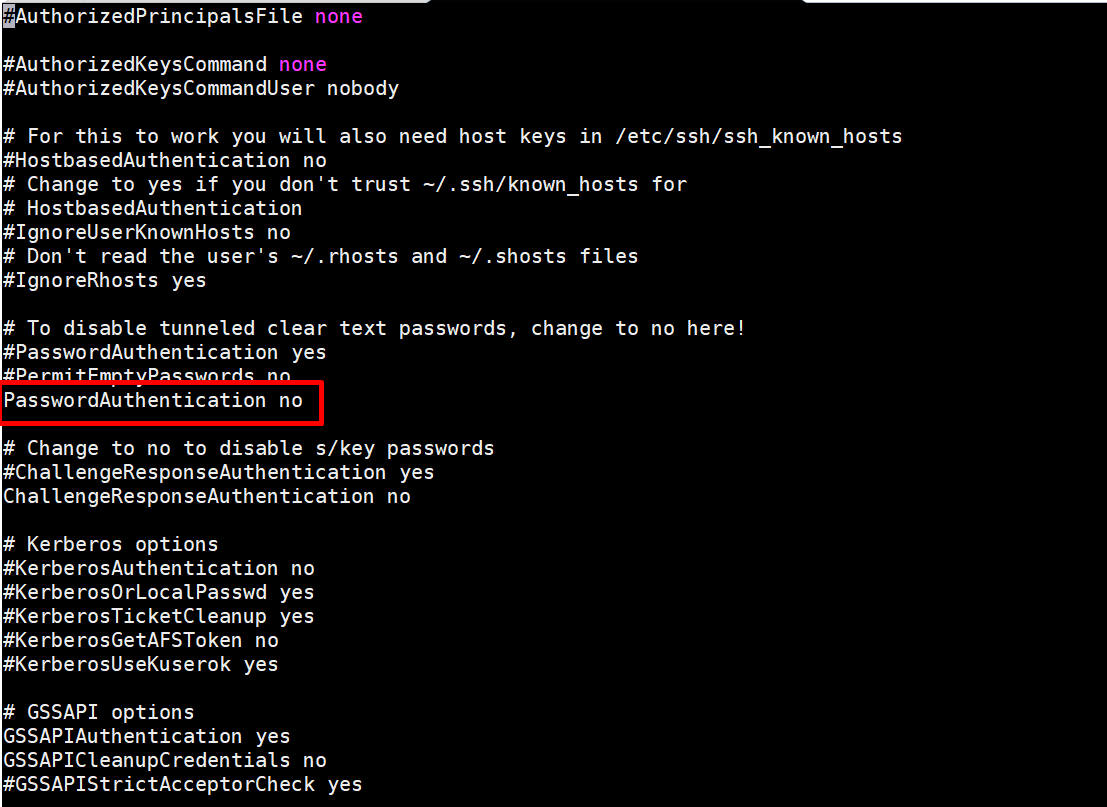 #AuthorizedPrincipalsFile none
#AuthorizedKeysCommand none
#AuthorizedKeysCommandUser nobody
# For this to work you will also need host keys in /etc/ssh/ssh_known_hosts
#HostbasedAuthentication no
# Change to yes if you don't trust ~/.ssh/known_hosts for
# HostbasedAuthentication
#IgnoreUserKnownHosts no
# Don't read the user's ~/.rhosts and ~/.shosts files
#IgnoreRhosts yes
# To disable tunneled clear text passwords, change to no here!
#PasswordAuthentication yes
#PermitEmptyPasswords no
PasswordAuthentication no
# Change to no to disable s/key passwords
#ChallengeResponseAuthentication yes
ChallengeResponseAuthentication no
# Kerberos options
#KerberosAuthentication no
#KerberosOrLocalPasswd yes
#KerberosTicketCleanup yes
#KerberosGetAFSToken no
#KerberosUseKuserok yes
# GSSAPI options
GSSAPIAuthentication yes
GSSAPICleanupCredentials no
#GSSAPIStrictAcceptorCheck yes